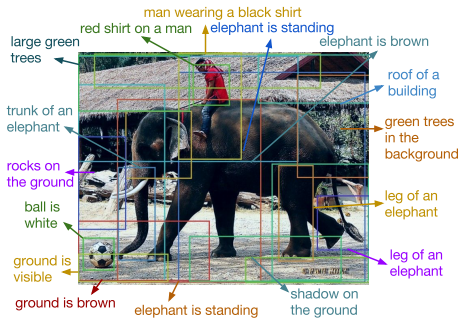 man wearing a black shirt
red shirt on a man
elephant is standing
large green
trees
elephant is brown
roof of a
building
trunk of an
elephant
green trees
in the
background
rocks on
the ground
leg of an
elephant
ball is
white
leg of an
elephant
ground is
visible
ground is brown
elephant is standing
shadow on
the ground